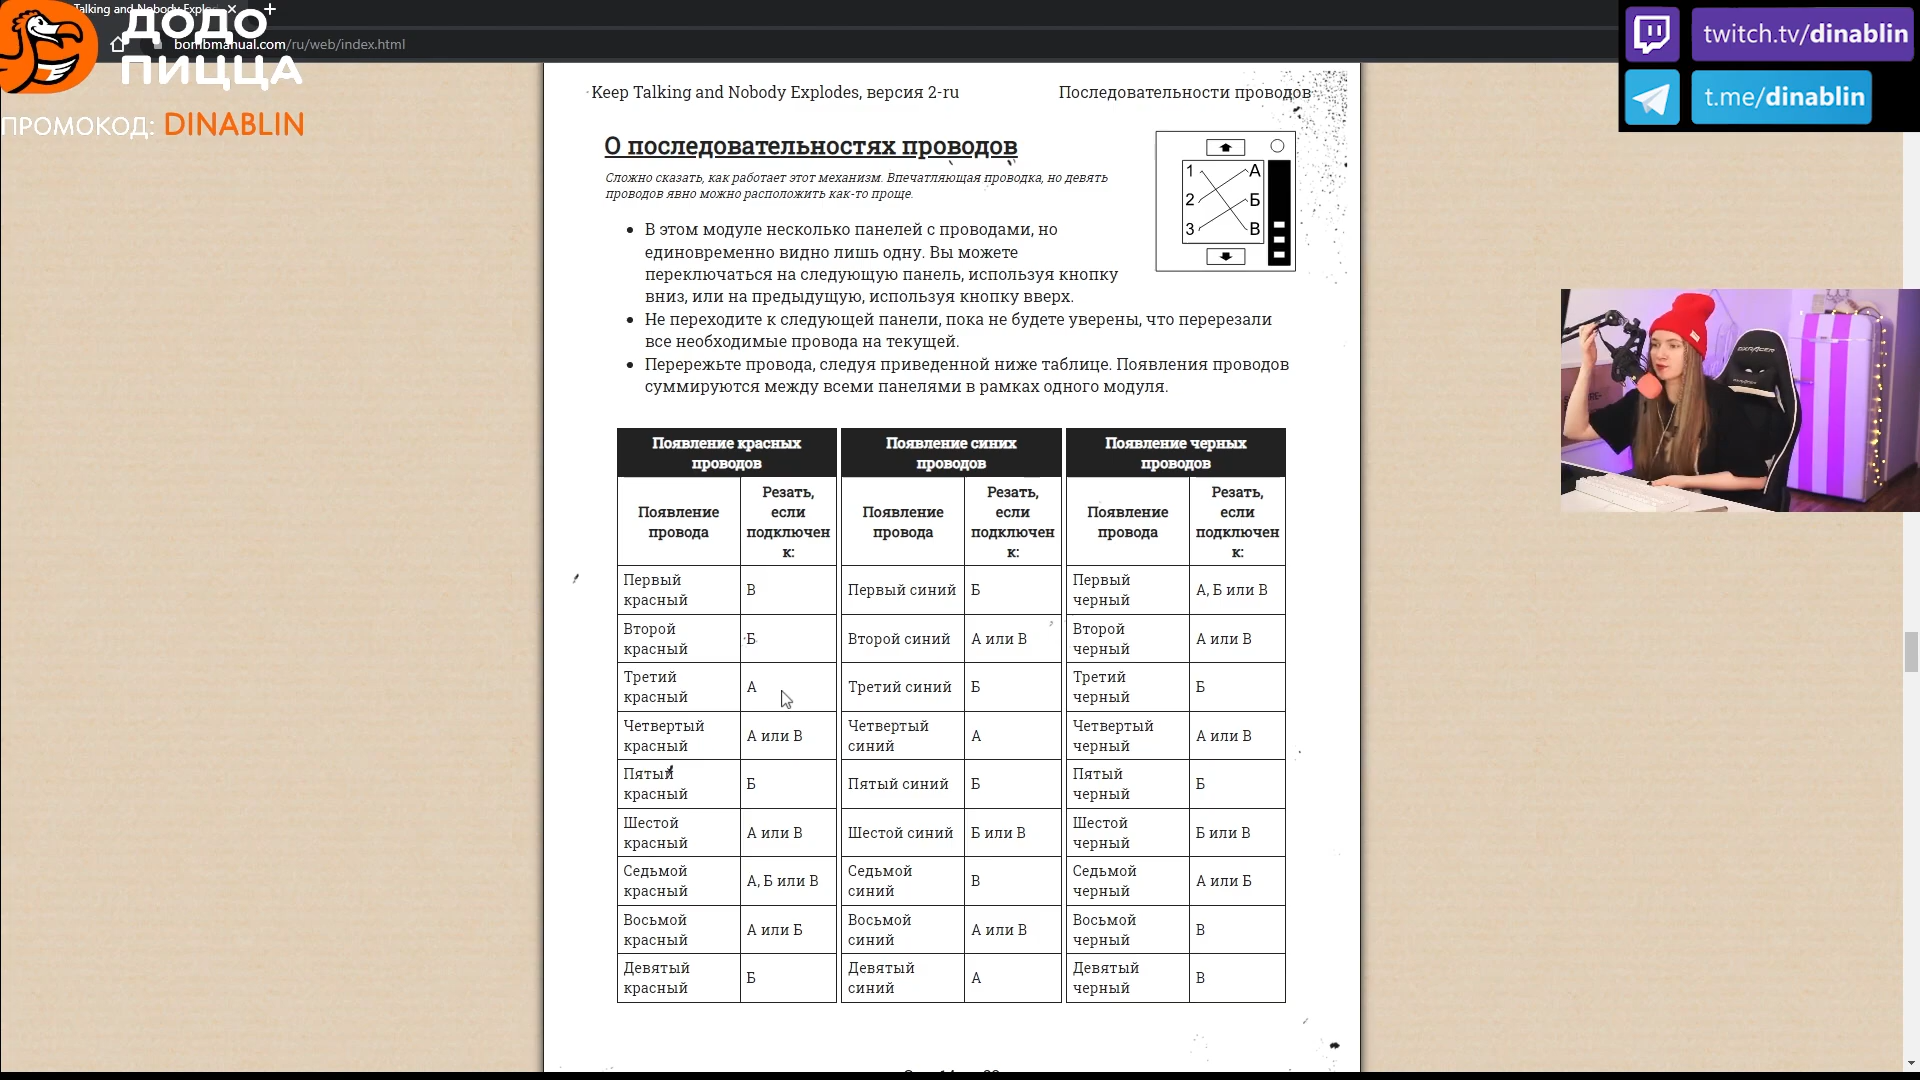 Talking and Nobody Explo
ДОДО
ПИЦЦА
ПРОМОКОД: DINABLIN
bombmanual.com/ru/web/index.html
twitch.tv/dinablin
t.me/dinablin
Keep Talking and Nobody Explodes, версия 2-ru
Последовательности проводов
О последовательностях проводов
Сложно сказать, как работает этот механизм. Впечатляющая проводка, но девять
проводов явно можно расположить как-то проще.
1 А
2 Б
3 В
• В этом модуле несколько панелей с проводами, но
единовременно видно лишь одну. Вы можете
переключаться на следующую панель, используя кнопку
вниз, или на предыдущую, используя кнопку вверх.
• Не переходите к следующей панели, пока не будете уверены, что перерезали
все необходимые провода на текущей.
• Перережьте провода, следуя приведенной ниже таблице. Появления проводов
суммируются между всеми панелями в рамках одного модуля.
Появление красных
проводов
Появление провода
Резать, если подключен к:
Первый красный В
Второй красный Б
Третий красный А
Четвертый красный А или В
Пятый красный Б
Шестой красный А или В
Седьмой красный А, Б или В
Восьмой красный А или Б
Девятый красный Б
Появление синих
проводов
Появление провода
Резать, если подключен к:
Первый синий Б
Второй синий А или В
Третий синий Б
Четвертый синий А
Пятый синий Б
Шестой синий Б или В
Седьмой синий В
Восьмой синий А или В
Девятый синий А
Появление черных
проводов
Появление провода
Резать, если подключен к:
Первый черный А, Б или В
Второй черный А или В
Третий черный Б
Четвертый черный А или В
Пятый черный Б
Шестой черный Б или В
Седьмой черный А или Б
Восьмой черный В
Девятый черный В